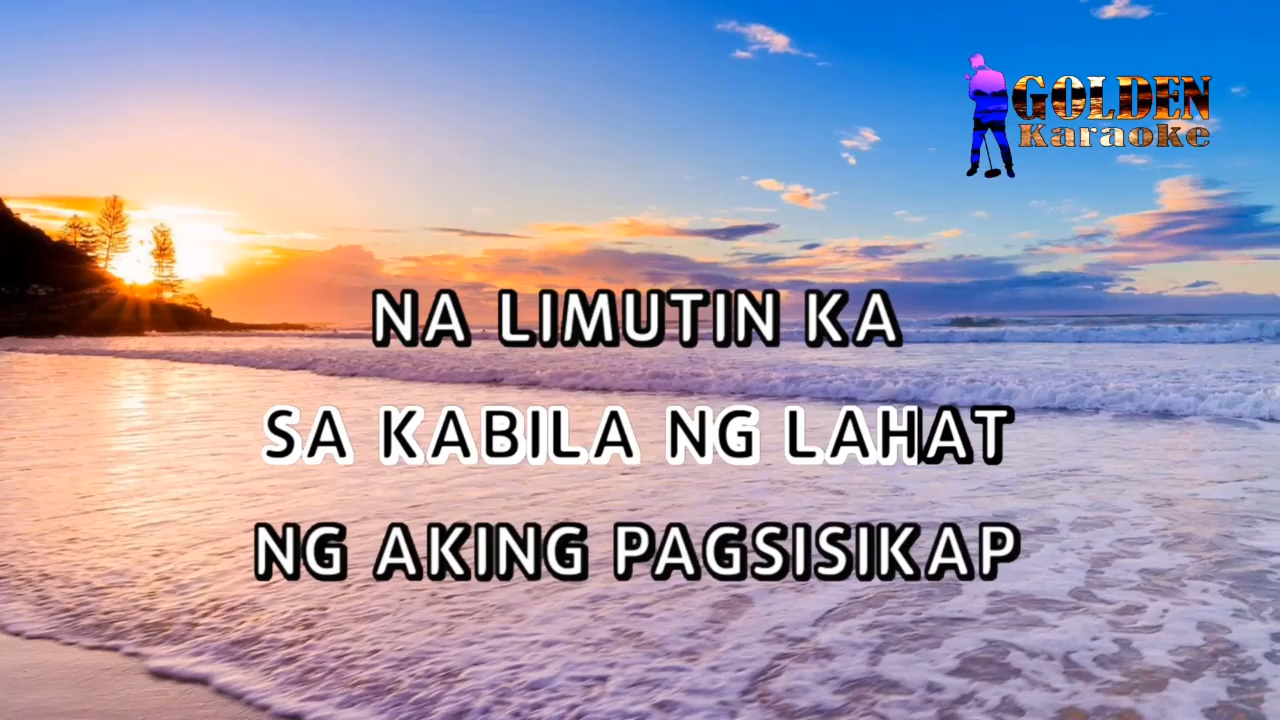 GOLDEN
Karaoke
NA LIMUTIN KA
SA KABILA NG LAHAT
NG AKING PAGSISIKAP